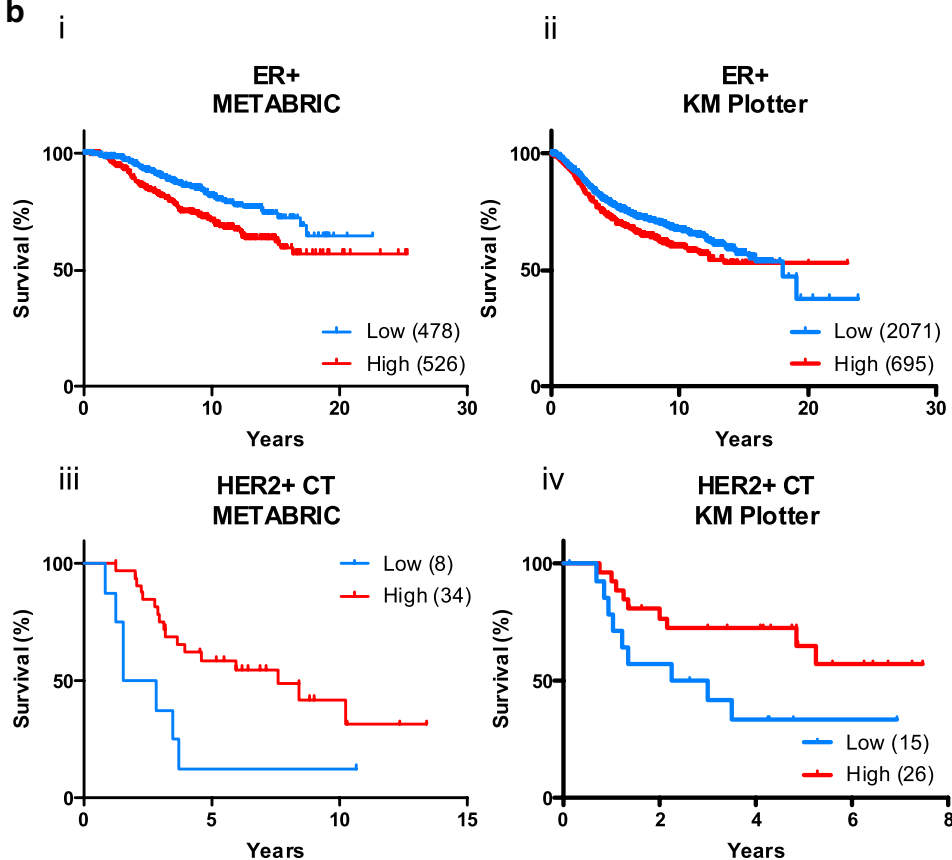 b
i
ER+
METABRIC
Survival (%)
100
50
0
0 10 20 30
Years
Low (478)
High (526)
ii
ER+
KM Plotter
Survival (%)
100
50
0
0 10 20 30
Years
Low (2071)
High (695)
iii
HER2+ CT
METABRIC
Survival (%)
100
50
0
0 5 10 15
Years
Low (8)
High (34)
iv
HER2+ CT
KM Plotter
Survival (%)
100
50
0
0 2 4 6 8
Years
Low (15)
High (26)